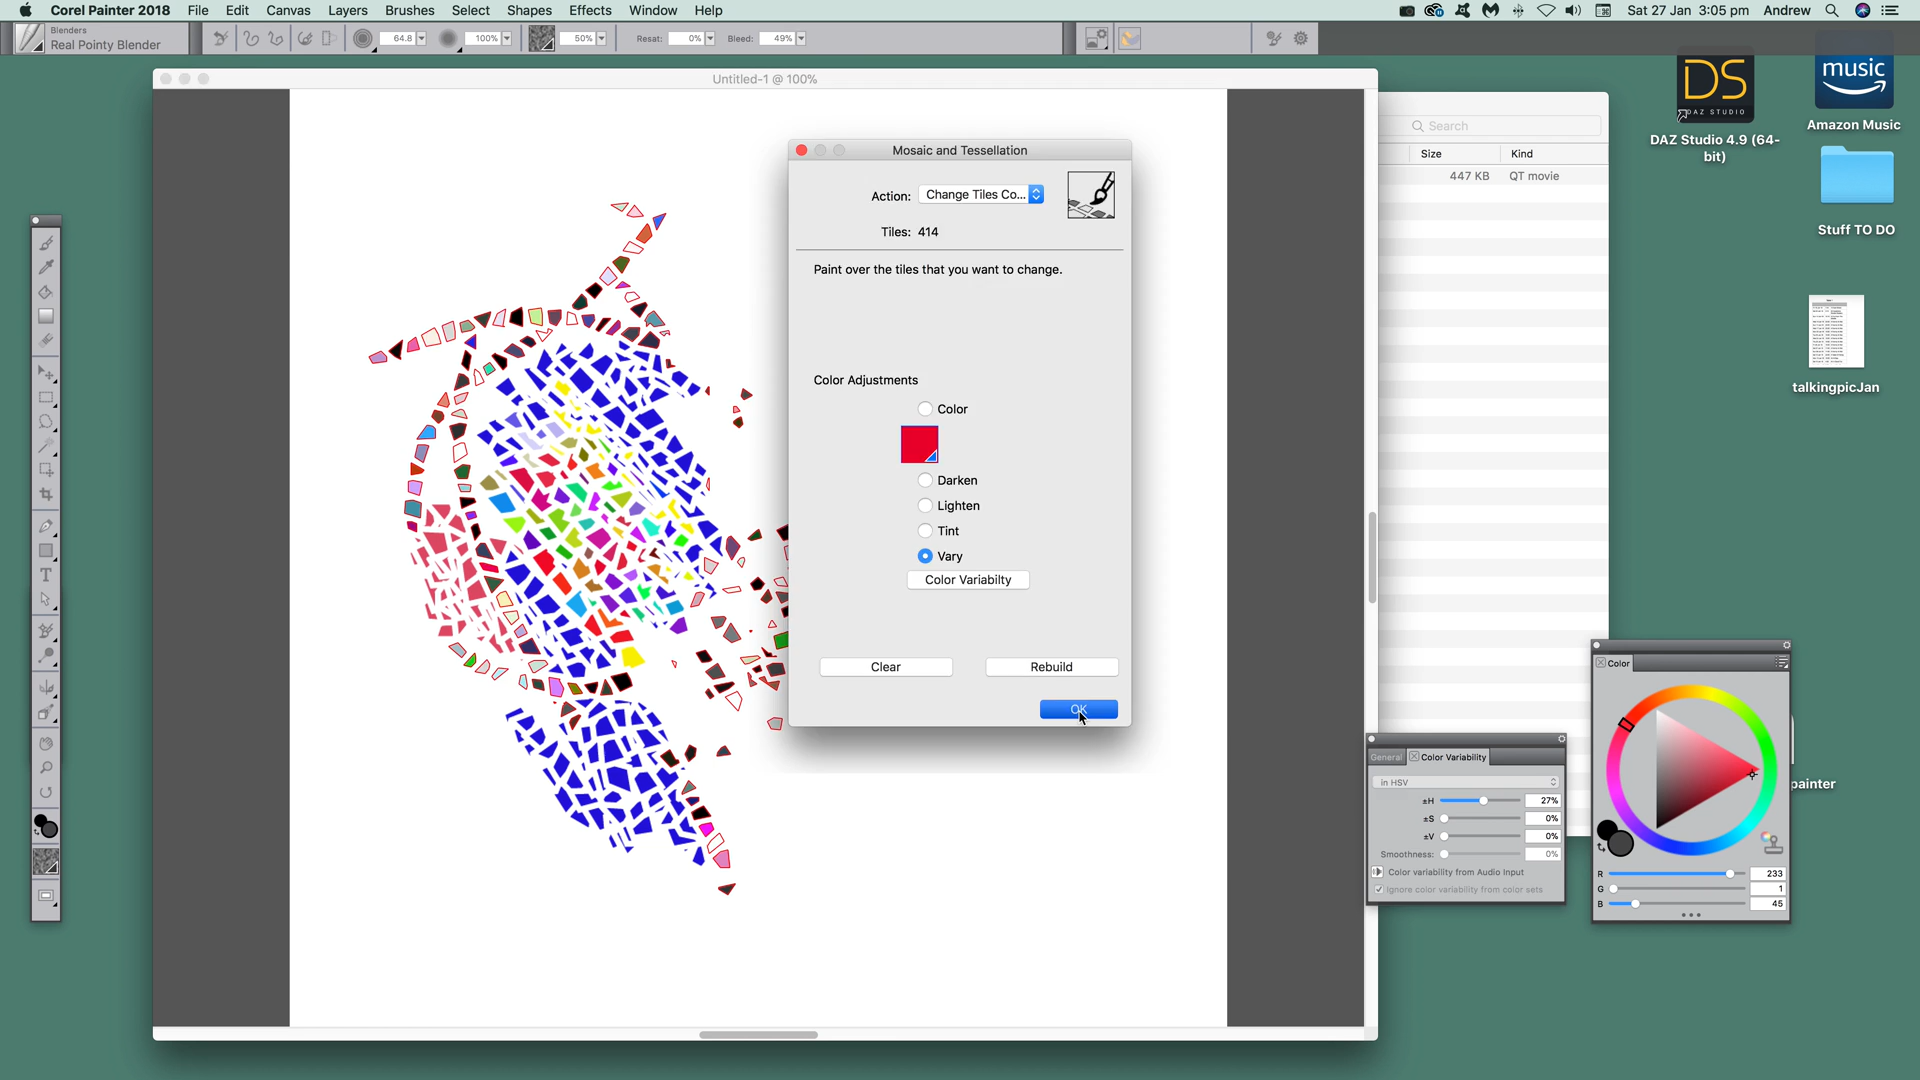 Corel Painter 2018 File Edit Canvas Layers Brushes Select Shapes Effects Window Help
Sat 27 Jan 3:05 pm Andrew
Blenders
Real Pointy Blender
64.8
100%
50%
Resat: 0%
Bleed: 49%
Untitled-1 @ 100%
Mosaic and Tessellation
Action: Change Tiles Co...
Tiles: 414
Paint over the tiles that you want to change.
Color Adjustments
Color
Darken
Lighten
Tint
Vary
Color Variabilty
Clear
Rebuild
OK
Search
Size
Kind
447 KB
QT movie
DS
DAZ STUDIO
DAZ Studio 4.9 (64-
bit)
music
Amazon Music
Stuff TO DO
talkingpicJan
painter
General
Color Variability
in HSV
±H 27%
±S 0%
±V 0%
Smoothness: 0%
Color variability from Audio Input
Ignore color variability from color sets
Color
R 233
G 1
B 45
T